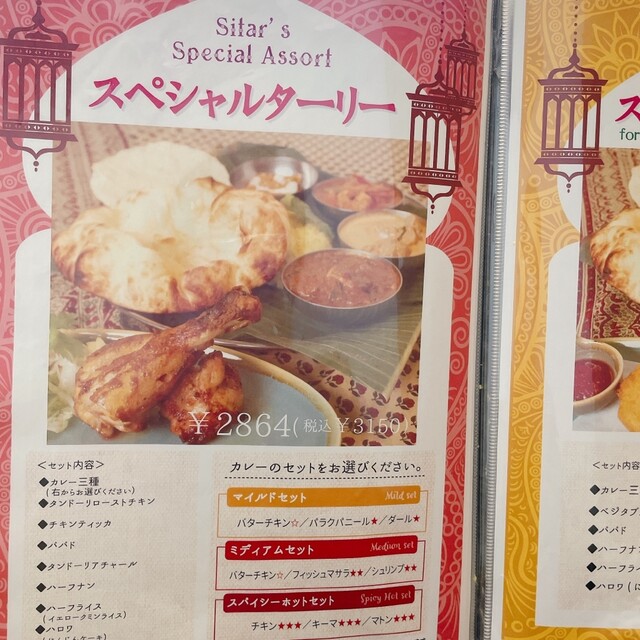 Sitar's
Special Assort
スペシャルターリー
￥2864(税込￥3150)
＜セット内容＞
◆カレー三種
(右からお選びください)
◆タンドーリローストチキン
◆チキンティッカ
◆パパド
◆タンドーリアチャール
◆ハーフナン
◆ハーフライス
(イエロークミンライス)
◆ハロワ
(にんじんケーキ)
カレーのセットをお選びください。
マイルドセット Mild set
バターチキン☆／パラクパニール★／ダール★
ミディアムセット Medium set
バターチキン☆／フィッシュマサラ★★／シュリンプ★★
スパイシーホットセット Spicy Hot set
チキン★★★／キーマ★★★／マトン★★★
ス
for
＜セット内容
◆カレー三
◆ベジタブ
◆パパド
◆ハーフナ
◆ハーフライ
◆ハロワ(に